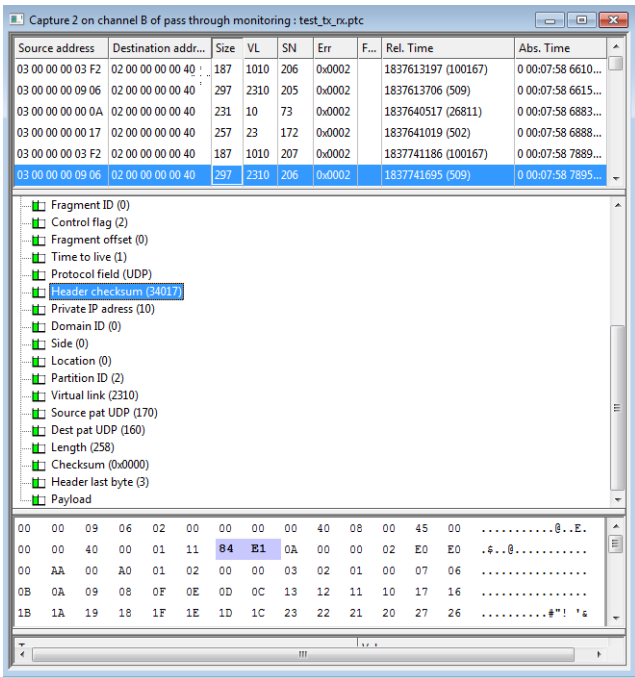 Capture 2 on channel B of pass through monitoring : test_tx_rx.ptc
Source address Destination addr... Size VL SN Err F... Rel. Time Abs. Time
03 00 00 00 03 F2 02 00 00 00 00 40 187 1010 206 0x0002 1837613197 (100167) 0 00:07:58 6610...
03 00 00 00 09 06 02 00 00 00 00 40 297 2310 205 0x0002 1837613706 (509) 0 00:07:58 6615...
03 00 00 00 00 0A 02 00 00 00 00 40 231 10 73 0x0002 1837640517 (26811) 0 00:07:58 6883...
03 00 00 00 00 17 02 00 00 00 00 40 257 23 172 0x0002 1837641019 (502) 0 00:07:58 6888...
03 00 00 00 03 F2 02 00 00 00 00 40 187 1010 207 0x0002 1837741186 (100167) 0 00:07:58 7889...
03 00 00 00 09 06 02 00 00 00 00 40 297 2310 206 0x0002 1837741695 (509) 0 00:07:58 7895...
Fragment ID (0)
Control flag (2)
Fragment offset (0)
Time to live (1)
Protocol field (UDP)
Header checksum (34017)
Private IP adress (10)
Domain ID (0)
Side (0)
Location (0)
Partition ID (2)
Virtual link (2310)
Source pat UDP (170)
Dest pat UDP (160)
Length (258)
Checksum (0x0000)
Header last byte (3)
Payload
00 00 09 06 02 00 00 00 00 40 08 00 45 00 ...........@..E.
00 00 40 00 01 11 84 E1 0A 00 00 02 E0 E0 .$..@...........
00 AA 00 A0 01 02 00 00 03 02 01 00 07 06 ................
0B 0A 09 08 0F 0E 0D 0C 13 12 11 10 17 16 ................
1B 1A 19 18 1F 1E 1D 1C 23 22 21 20 27 26 ..........#"! '&